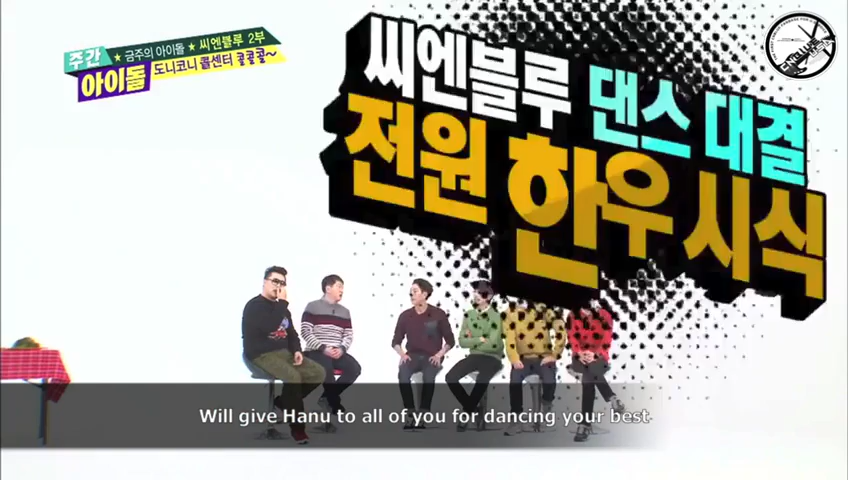 주간
아이돌
★ 금주의 아이돌 ★ 씨엔블루 2부
도니코니 콜센터 콜콜콜~
씨엔블루 댄스 대결
전원 한우 시식
CNBLUE
Will give Hanu to all of you for dancing your best